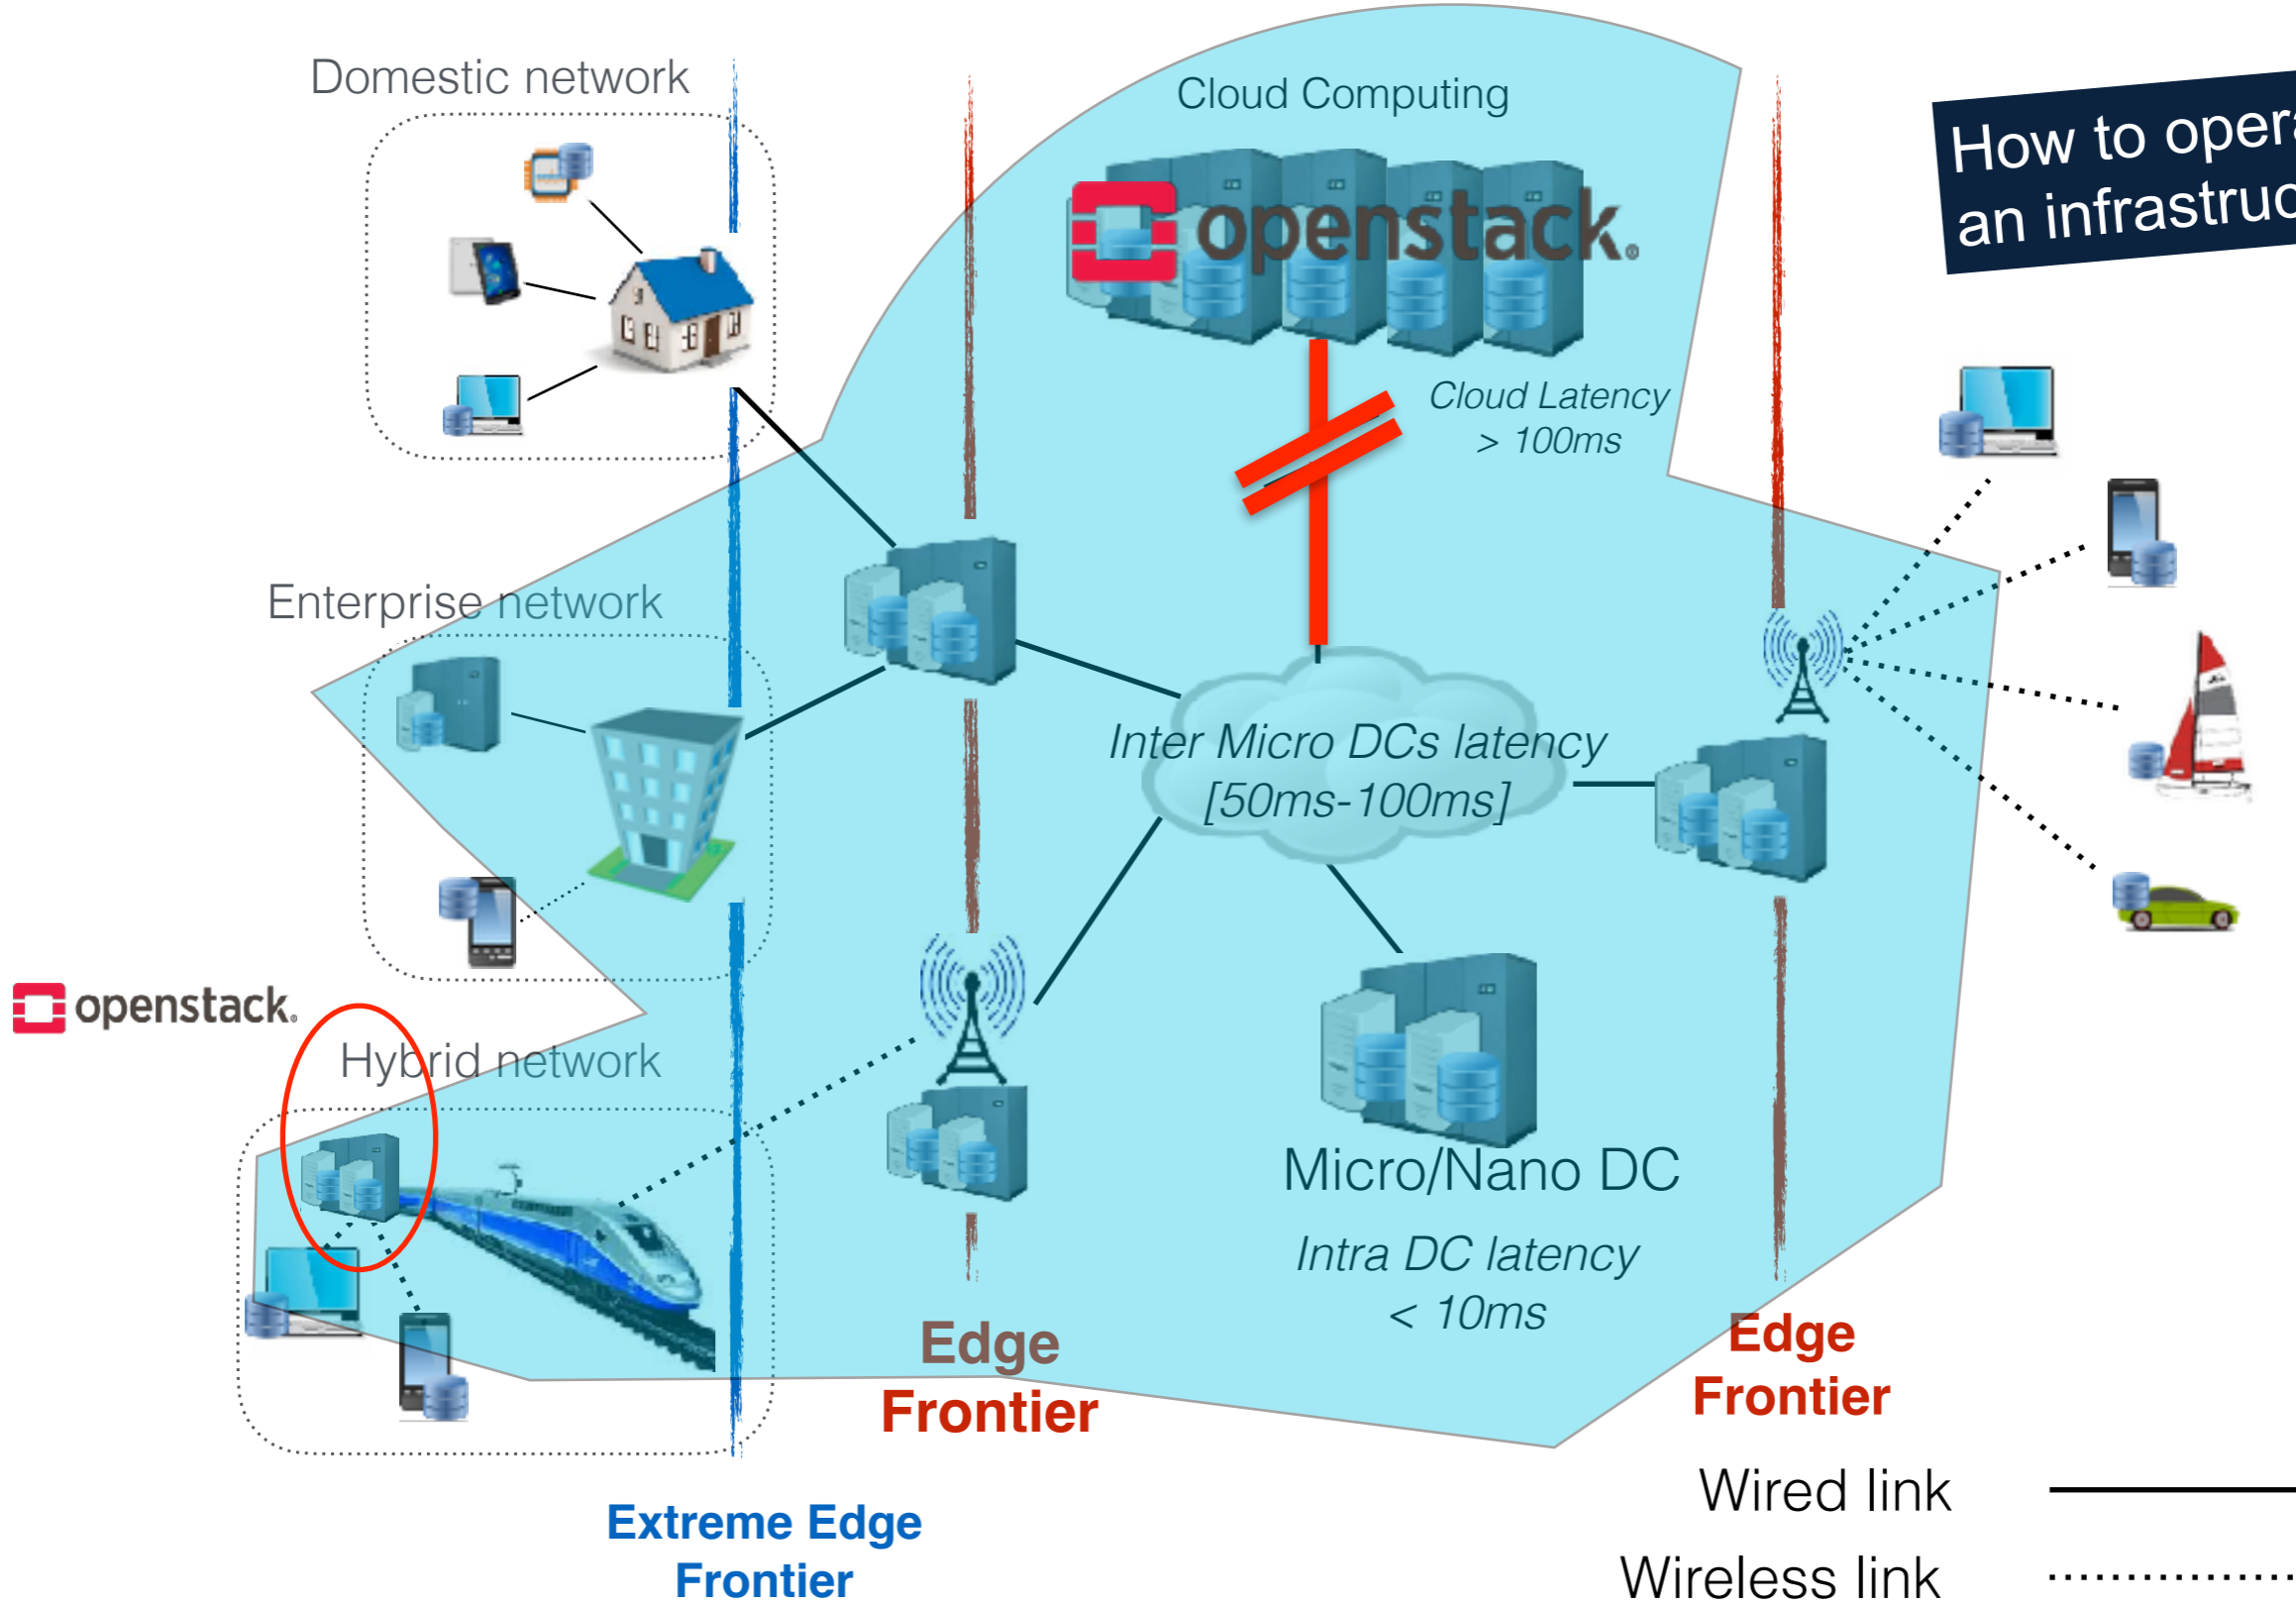 Domestic network
Cloud Computing
How to opera
an infrastruc
openstack.
Cloud Latency
> 100ms
Enterprise network
Inter Micro DCs latency
[50ms-100ms]
openstack.
Hybrid network
Micro/Nano DC
Intra DC latency
< 10ms
Edge
Frontier
Edge
Frontier
Wired link
Extreme Edge
Frontier
Wireless link